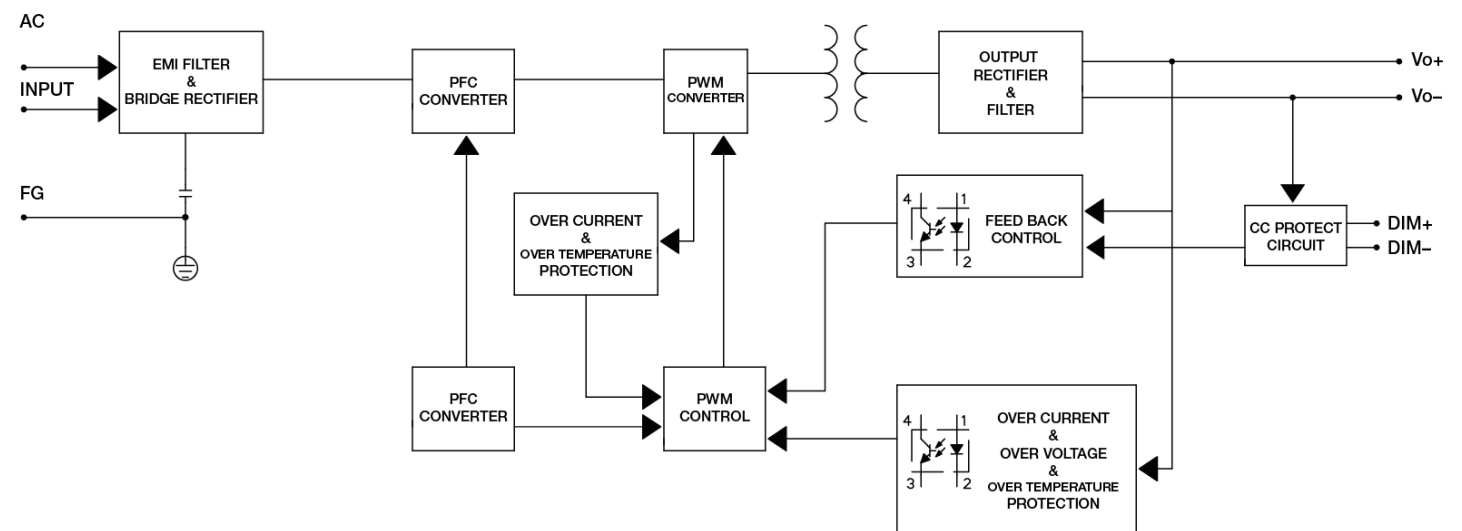 AC
INPUT
FG
EMI FILTER
&
BRIDGE RECTIFIER
PFC
CONVERTER
PWM
CONVERTER
OUTPUT
RECTIFIER
&
FILTER
Vo+
Vo–
OVER CURRENT
&
OVER TEMPERATURE
PROTECTION
4 1
3 2
FEED BACK
CONTROL
CC PROTECT
CIRCUIT
DIM+
DIM–
PFC
CONVERTER
PWM
CONTROL
4 1
3 2
OVER CURRENT
&
OVER VOLTAGE
&
OVER TEMPERATURE
PROTECTION